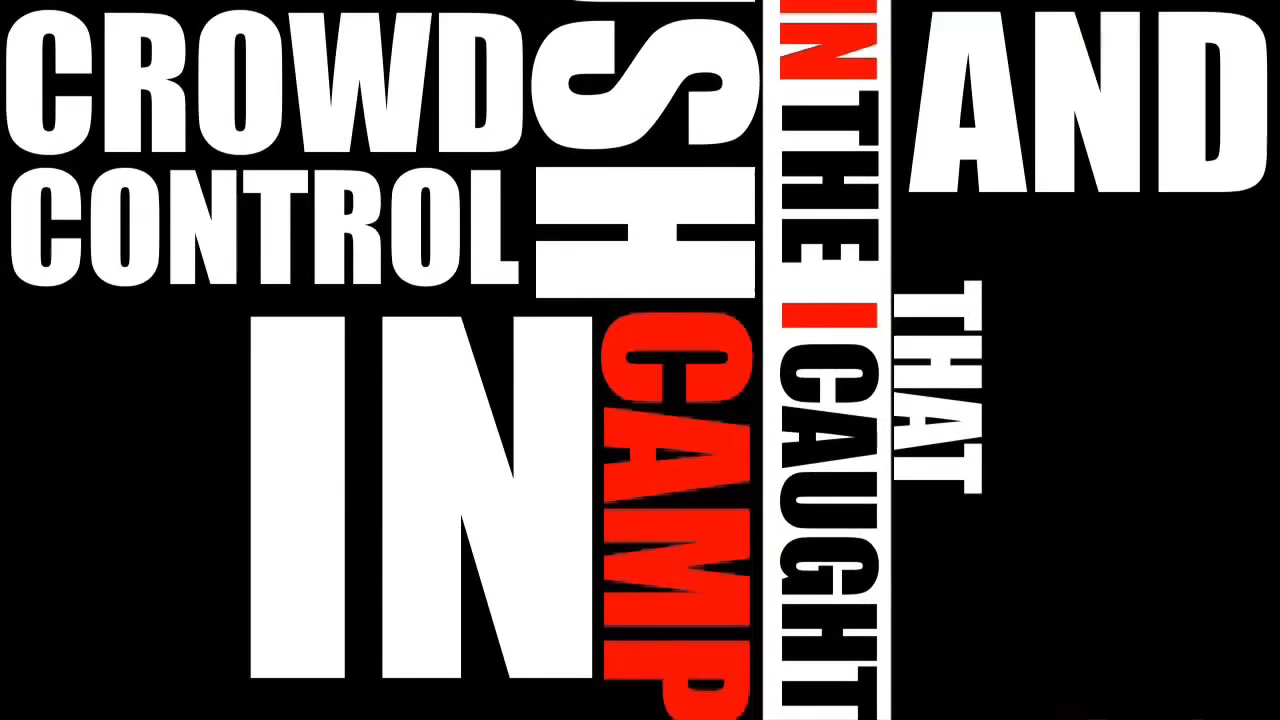 CROWD
CONTROL
IN
SH
CAMP
IN THE I CAUGHT
AND
THAT